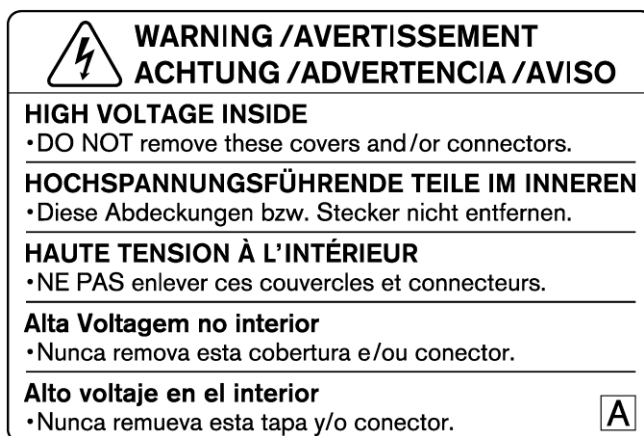 WARNING /AVERTISSEMENT
ACHTUNG /ADVERTENCIA /AVISO
HIGH VOLTAGE INSIDE
・DO NOT remove these covers and/or connectors.
HOCHSPANNUNGSFÜHRENDE TEILE IM INNEREN
・Diese Abdeckungen bzw. Stecker nicht entfernen.
HAUTE TENSION À L'INTÉRIEUR
・NE PAS enlever ces couvercles et connecteurs.
Alta Voltagem no interior
・Nunca remova esta cobertura e/ou conector.
Alto voltaje en el interior
・Nunca remueva esta tapa y/o conector.
A